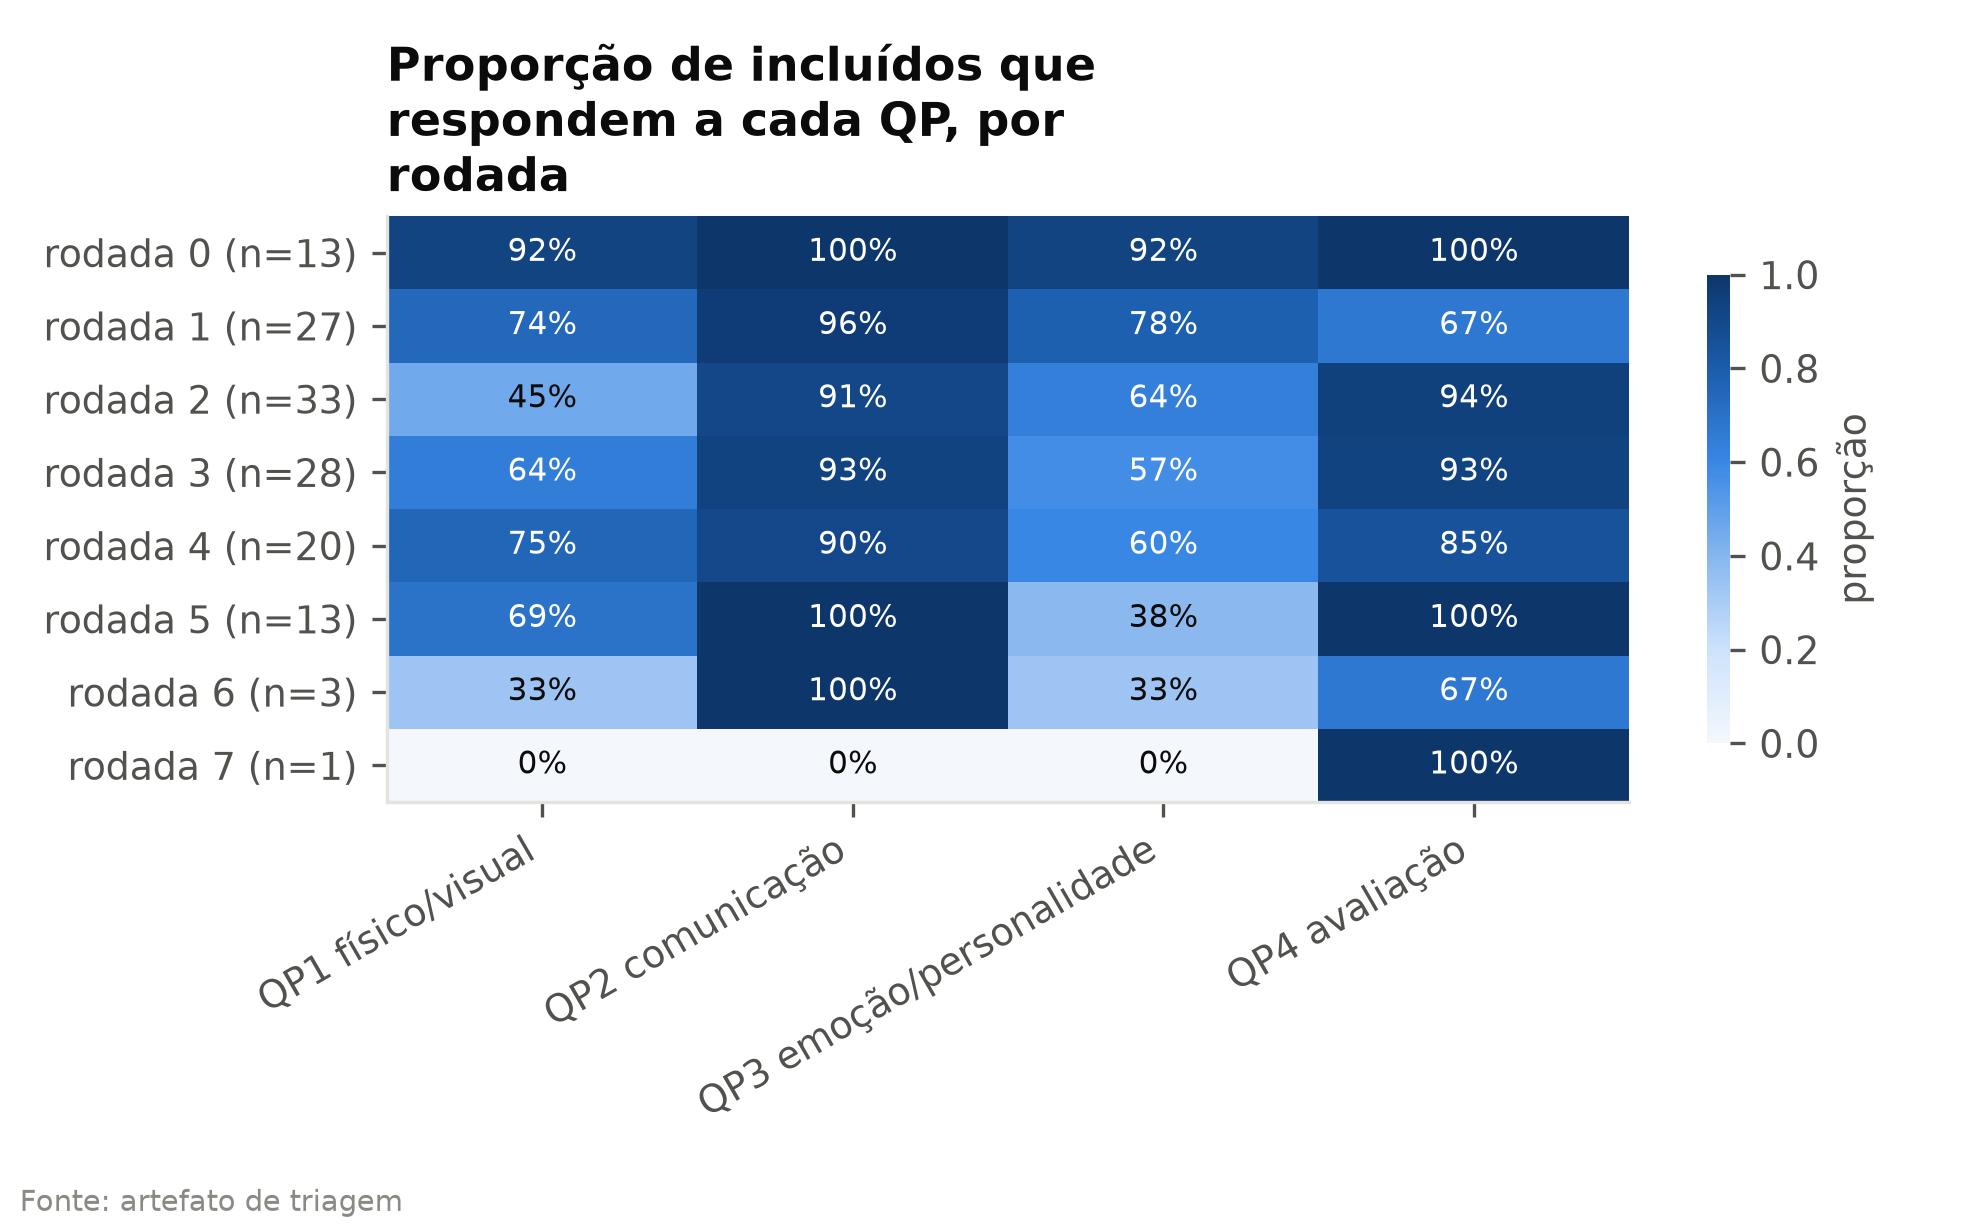 Proporção de incluídos que
respondem a cada QP, por
rodada
rodada 0 (n=13) 92% 100% 92% 100%
rodada 1 (n=27) 74% 96% 78% 67%
rodada 2 (n=33) 45% 91% 64% 94%
rodada 3 (n=28) 64% 93% 57% 93%
rodada 4 (n=20) 75% 90% 60% 85%
rodada 5 (n=13) 69% 100% 38% 100%
rodada 6 (n=3) 33% 100% 33% 67%
rodada 7 (n=1) 0% 0% 0% 100%
QP1 físico/visual
QP2 comunicação
QP3 emoção/personalidade
QP4 avaliação
1.0
0.8
0.6
0.4
0.2
0.0
proporção
Fonte: artefato de triagem